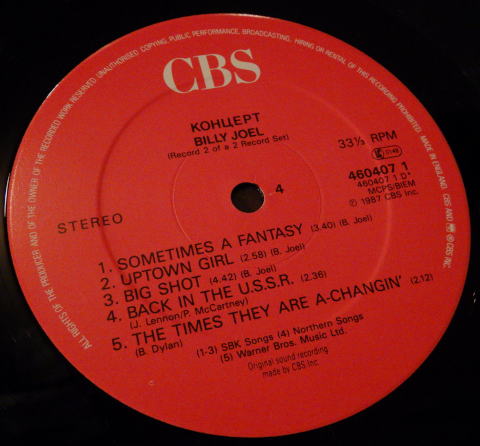 ALL RIGHTS OF THE PRODUCER AND OF THE OWNER OF THE RECORDED WORK RESERVED. UNAUTHORISED COPYING, PUBLIC PERFORMANCE, BROADCASTING, HIRING OR RENTAL OF THIS RECORDING PROHIBITED. MADE IN ENGLAND. CBS AND ℗ © CBS INC.
CBS
КОНЦЕРТ
BILLY JOEL
(Record 2 of a 2 Record Set)
33⅓ RPM
460407 1
460407 1 D*
MCPS/BIEM
℗ 1987 CBS Inc.
4
STEREO
1. SOMETIMES A FANTASY (3.40) (B. Joel)
2. UPTOWN GIRL (2.58) (B. Joel)
3. BIG SHOT (4.42) (B. Joel)
4. BACK IN THE U.S.S.R. (2.36)
(J. Lennon/P. McCartney)
5. THE TIMES THEY ARE A-CHANGIN' (2.12)
(B. Dylan)
(1-3) SBK Songs (4) Northern Songs
(5) Warner Bros. Music Ltd.
Original sound recording
made by CBS Inc.